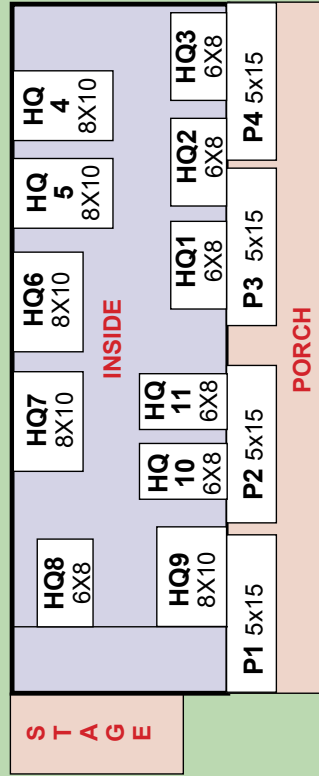 HQ
4
8X10
HQ
5
8X10
HQ6
8X10
HQ7
8X10
HQ8
6X8
HQ3
6X8
HQ2
6X8
HQ1
6X8
HQ
11
6X8
HQ
10
6X8
HQ9
8X10
INSIDE
P4 5x15
P3 5x15
P2 5x15
P1 5x15
PORCH
S
T
A
G
E